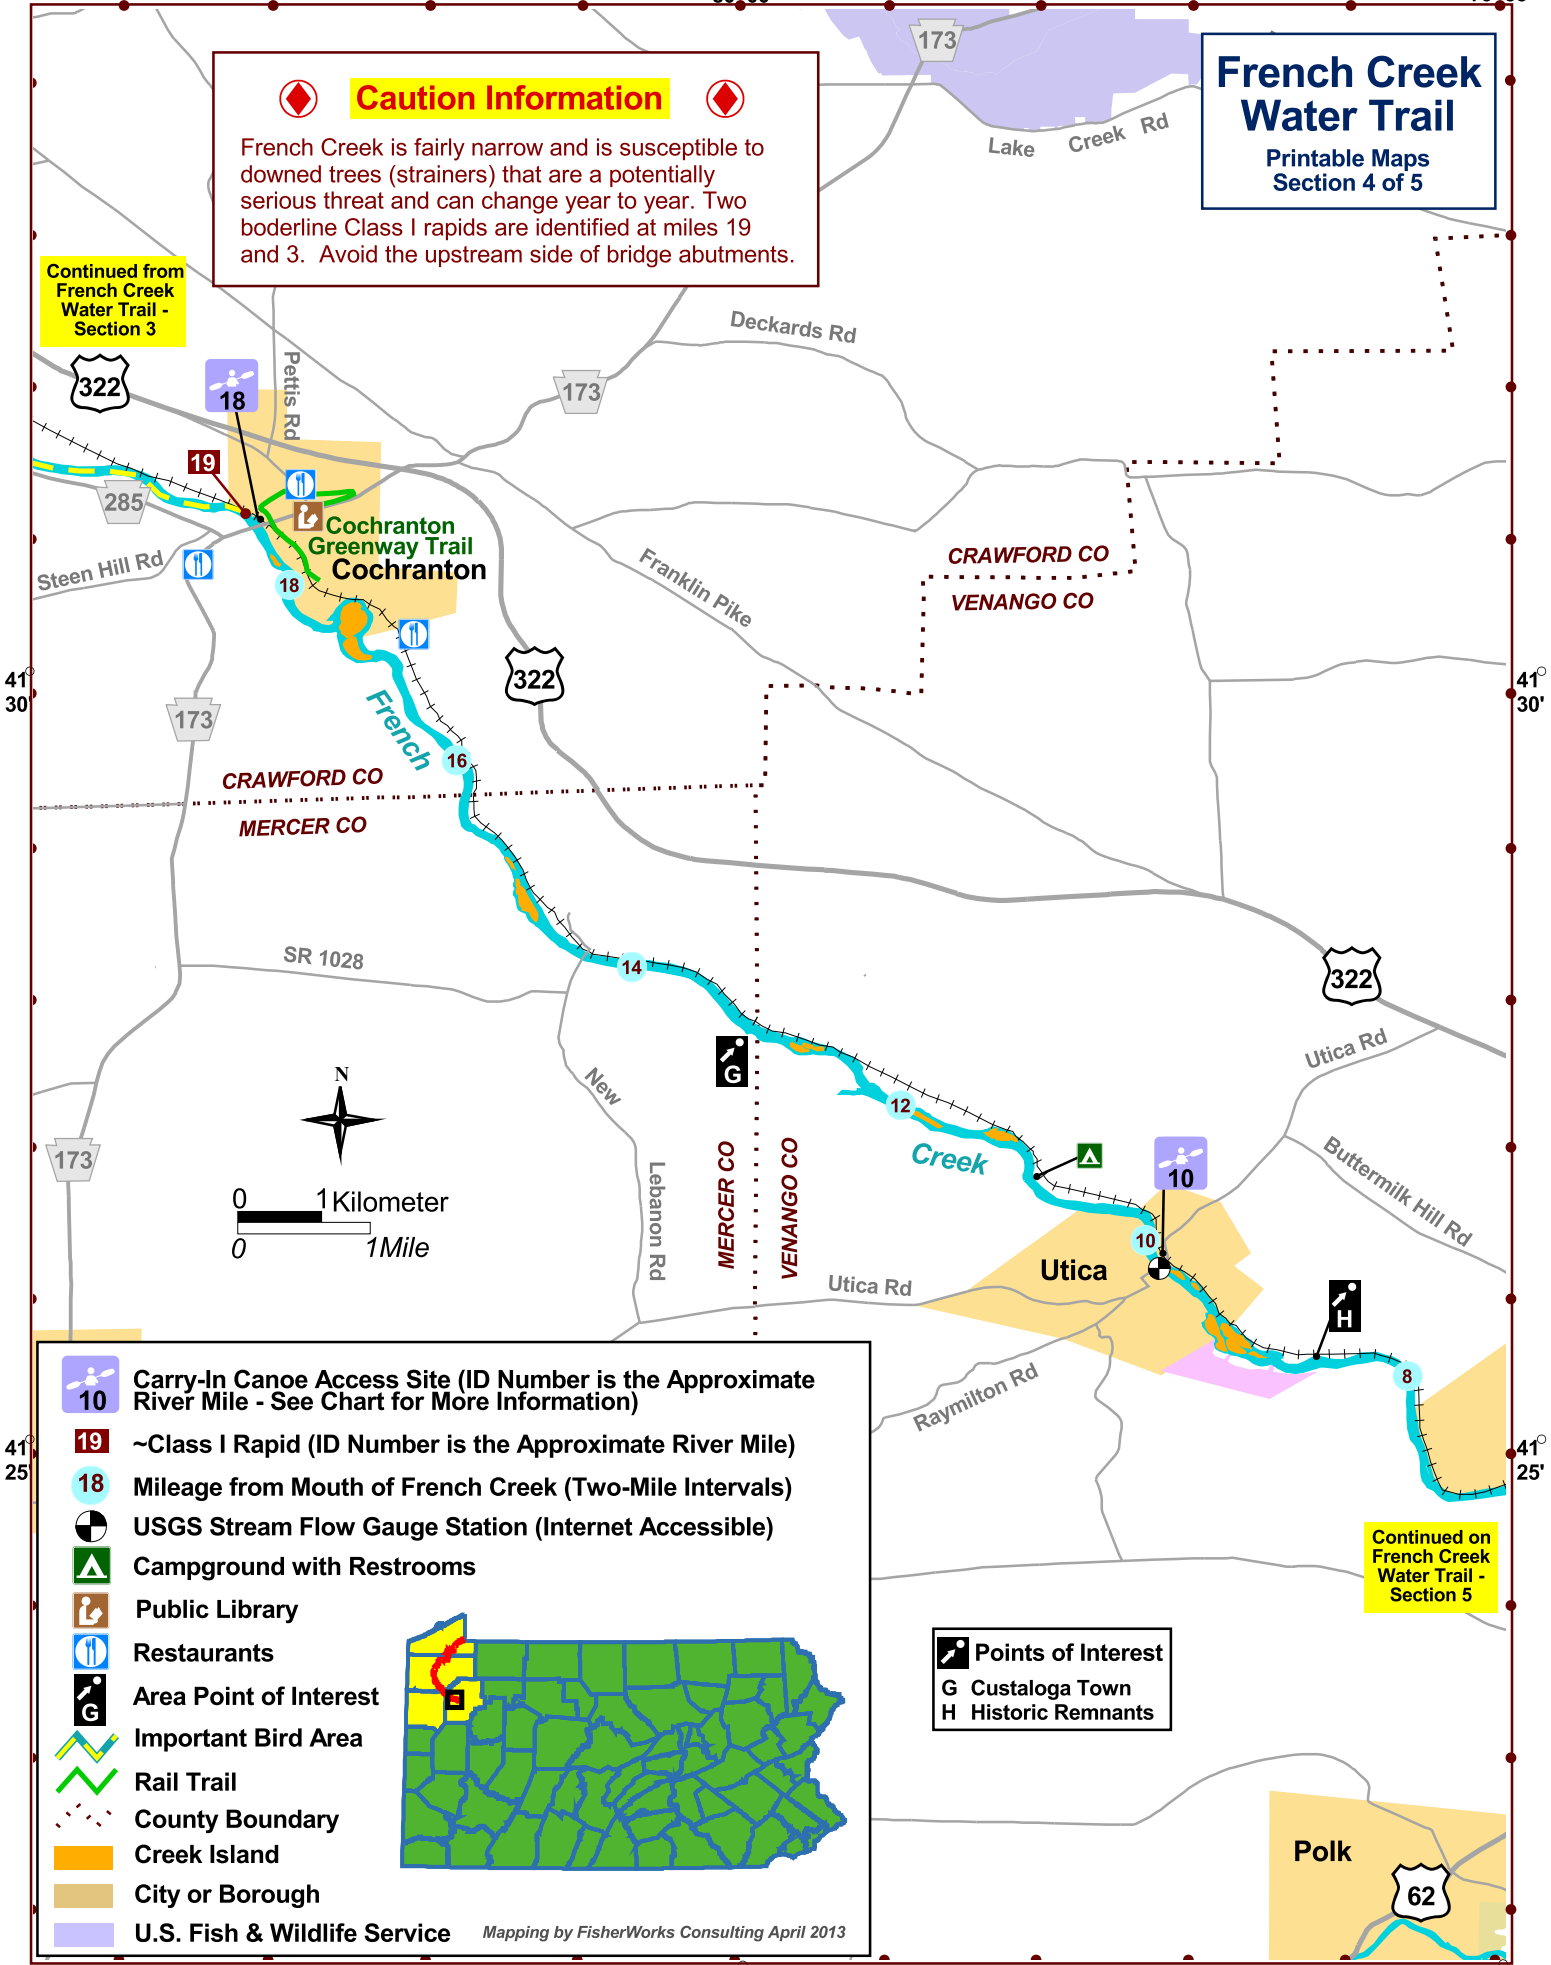 French Creek
Water Trail
Printable Maps
Section 4 of 5
Caution Information
French Creek is fairly narrow and is susceptible to
downed trees (strainers) that are a potentially
serious threat and can change year to year. Two
boderline Class I rapids are identified at miles 19
and 3.  Avoid the upstream side of bridge abutments.
173
Lake Creek Rd
Continued from
French Creek
Water Trail -
Section 3
322
18
Pettis Rd
Deckards Rd
173
19
285
Cochranton
Greenway Trail
Cochranton
Steen Hill Rd
18
Franklin Pike
CRAWFORD CO
VENANGO CO
322
41○
30'
41○
30'
173
French
16
CRAWFORD CO
MERCER CO
SR 1028
14
322
G
New
Lebanon Rd
Utica Rd
12
Creek
N
173
0 1 Kilometer
0 1Mile
MERCER CO
VENANGO CO
10
10
Utica
Buttermilk Hill Rd
Utica Rd
H
Raymilton Rd
8
41○
25'
41○
25'
10
Carry-In Canoe Access Site (ID Number is the Approximate
River Mile - See Chart for More Information)
19
~Class I Rapid (ID Number is the Approximate River Mile)
18
Mileage from Mouth of French Creek (Two-Mile Intervals)
USGS Stream Flow Gauge Station (Internet Accessible)
Campground with Restrooms
Public Library
Restaurants
G
Area Point of Interest
Important Bird Area
Rail Trail
County Boundary
Creek Island
City or Borough
U.S. Fish & Wildlife Service
Mapping by FisherWorks Consulting April 2013
Continued on
French Creek
Water Trail -
Section 5
Points of Interest
G Custaloga Town
H Historic Remnants
Polk
62